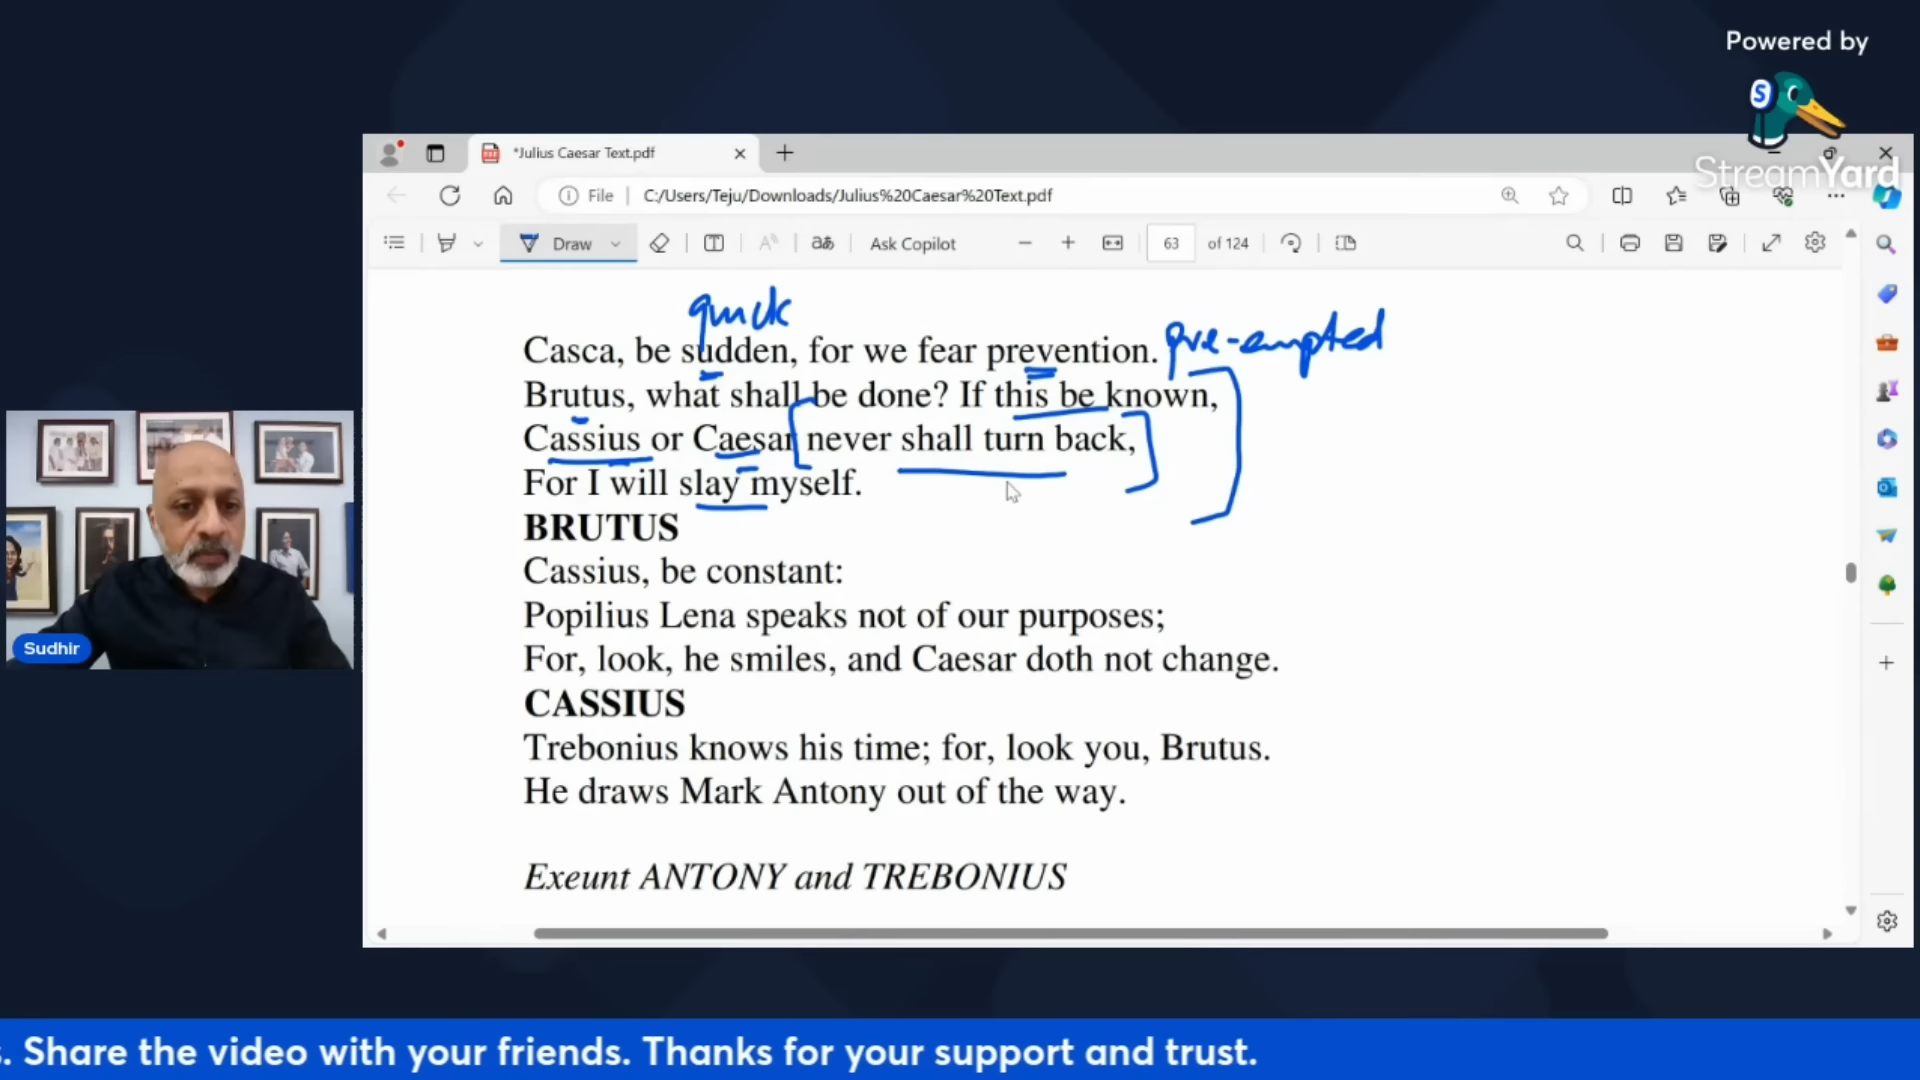 Powered by
S
StreamYard
*Julius Caesar Text.pdf
File C:/Users/Teju/Downloads/Julius%20Caesar%20Text.pdf
Draw Ask Copilot 63 of 124
quick
Casca, be sudden, for we fear prevention. pre-empted
Brutus, what shall be done? If this be known,
Cassius or Caesar never shall turn back,
For I will slay myself.
BRUTUS
Cassius, be constant:
Popilius Lena speaks not of our purposes;
For, look, he smiles, and Caesar doth not change.
CASSIUS
Trebonius knows his time; for, look you, Brutus.
He draws Mark Antony out of the way.
Exeunt ANTONY and TREBONIUS
Sudhir
. Share the video with your friends. Thanks for your support and trust.